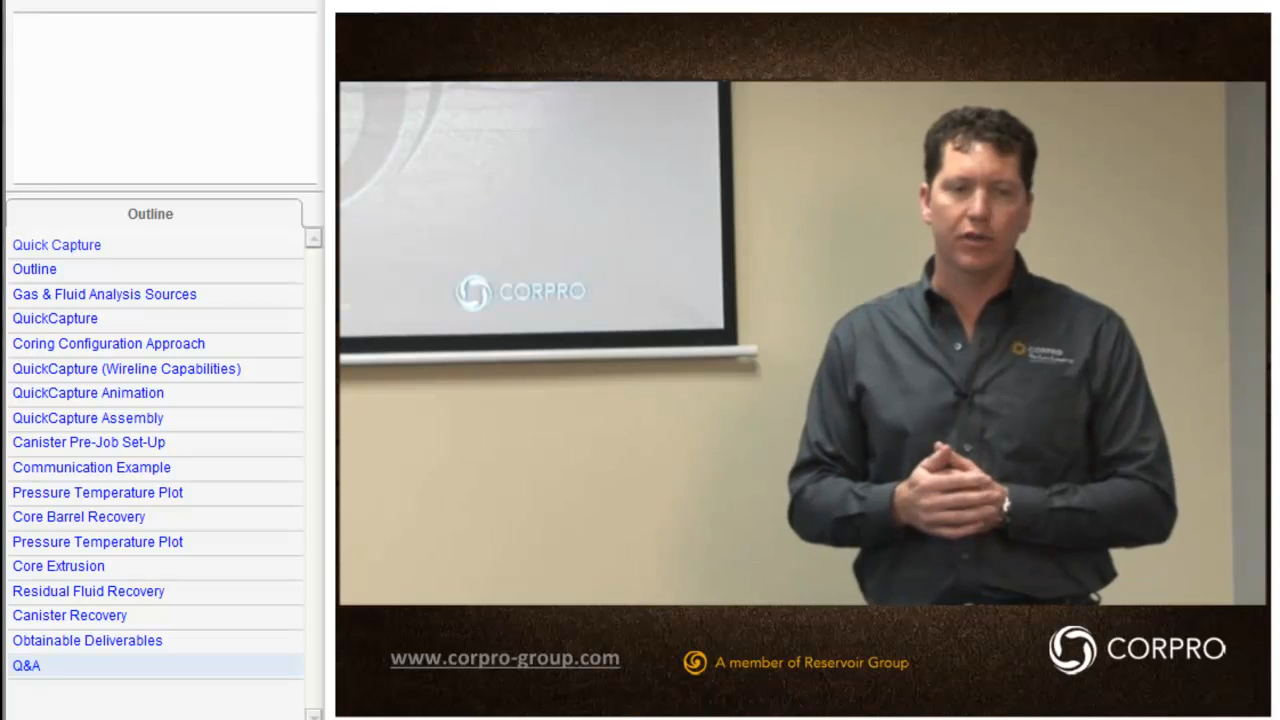 Outline
Quick Capture
Outline
Gas & Fluid Analysis Sources
QuickCapture
Coring Configuration Approach
QuickCapture (Wireline Capabilities)
QuickCapture Animation
QuickCapture Assembly
Canister Pre-Job Set-Up
Communication Example
Pressure Temperature Plot
Core Barrel Recovery
Pressure Temperature Plot
Core Extrusion
Residual Fluid Recovery
Canister Recovery
Obtainable Deliverables
Q&A
CORPRO
CORPRO
www.corpro-group.com
A member of Reservoir Group
CORPRO